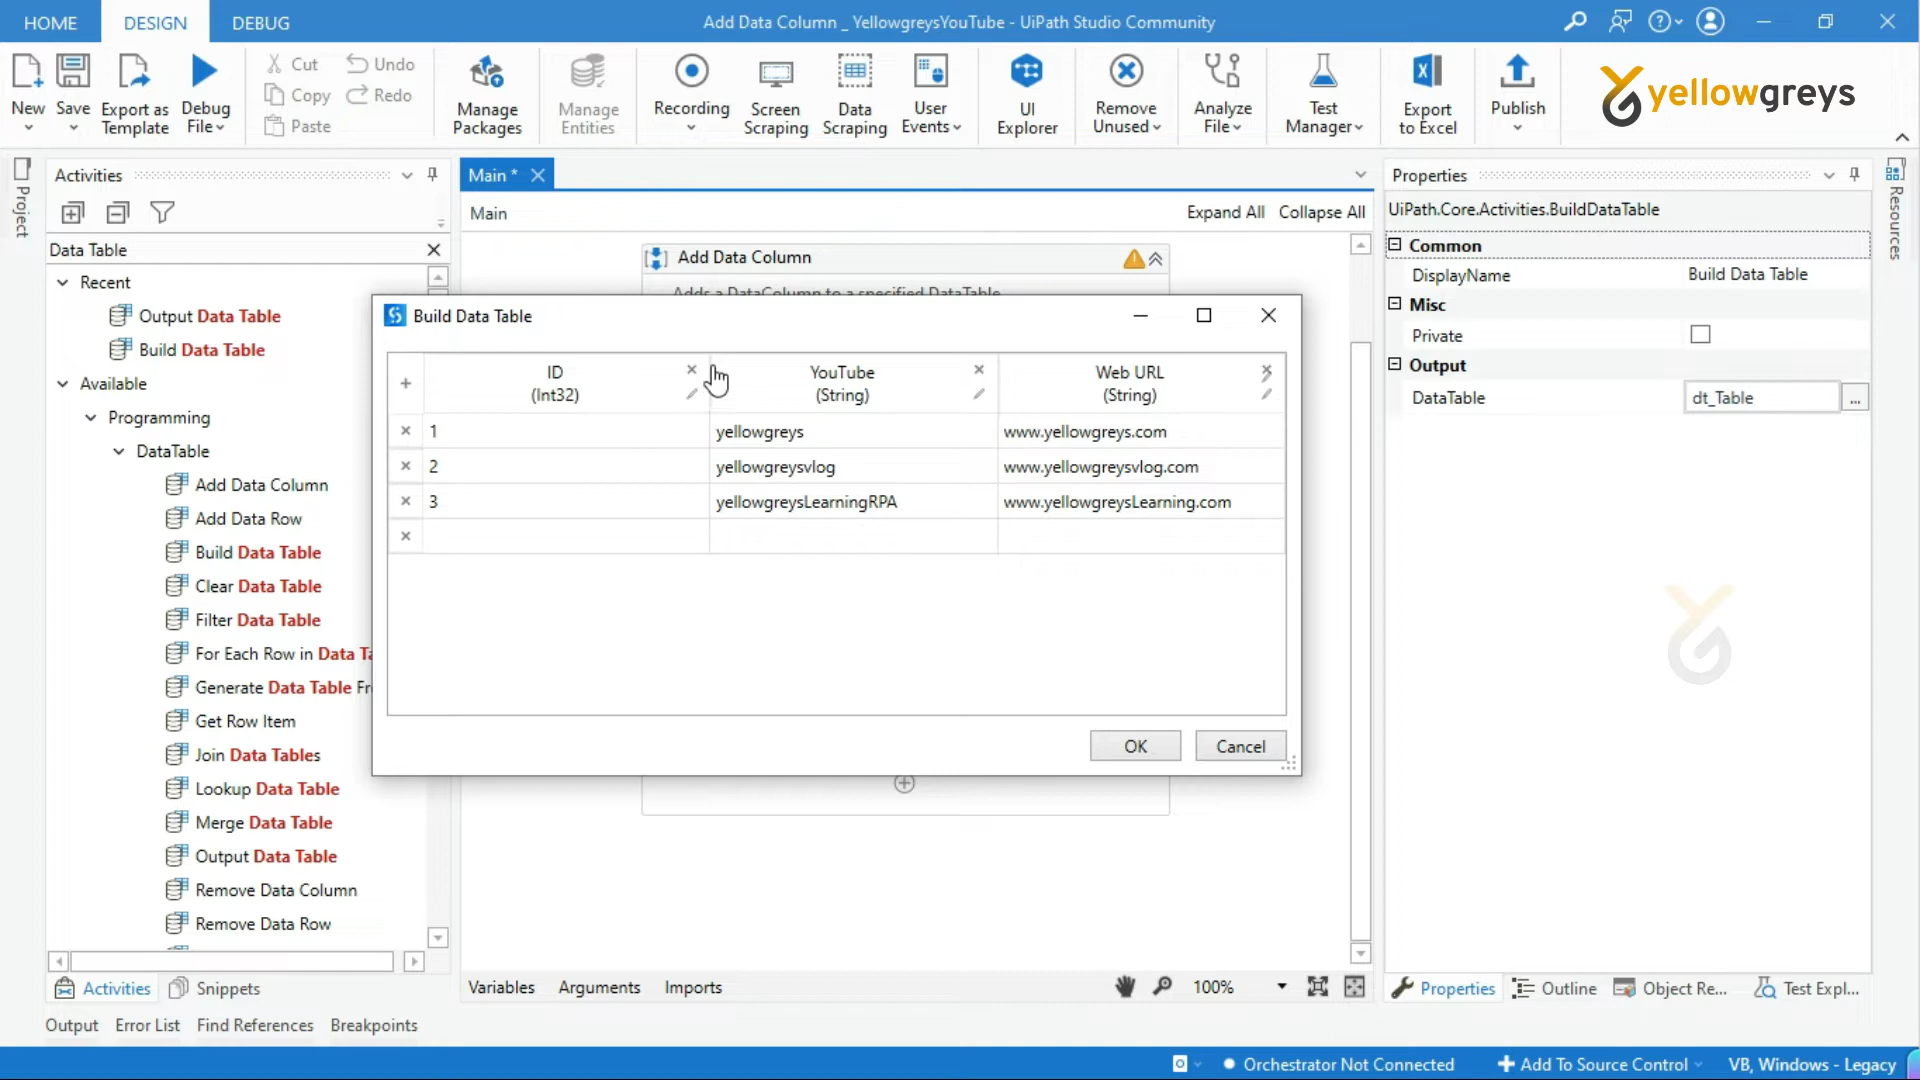 HOME DESIGN DEBUG Add Data Column _ YellowgreysYouTube - UiPath Studio Community
New Save Export as Template Debug File
Cut Copy Paste Undo Redo
Manage Packages Manage Entities Recording Screen Scraping Data Scraping User Events UI Explorer Remove Unused Analyze File Test Manager Export to Excel Publish
yellowgreys
Project
Activities
Data Table
Recent
Output Data Table
Build Data Table
Available
Programming
DataTable
Add Data Column
Add Data Row
Build Data Table
Clear Data Table
Filter Data Table
For Each Row in Data Ta
Generate Data Table Fr
Get Row Item
Join Data Tables
Lookup Data Table
Merge Data Table
Output Data Table
Remove Data Column
Remove Data Row
Activities Snippets
Main *
Main Expand All Collapse All
Add Data Column
Adds a DataColumn to a specified DataTable
Build Data Table
ID (Int32) YouTube (String) Web URL (String)
1 yellowgreys www.yellowgreys.com
2 yellowgreysvlog www.yellowgreysvlog.com
3 yellowgreysLearningRPA www.yellowgreysLearning.com
OK Cancel
Variables Arguments Imports 100%
Properties
UiPath.Core.Activities.BuildDataTable
Common
DisplayName Build Data Table
Misc
Private
Output
DataTable dt_Table ...
Resources
Properties Outline Object Re... Test Expl...
Output Error List Find References Breakpoints
Orchestrator Not Connected Add To Source Control VB, Windows - Legacy